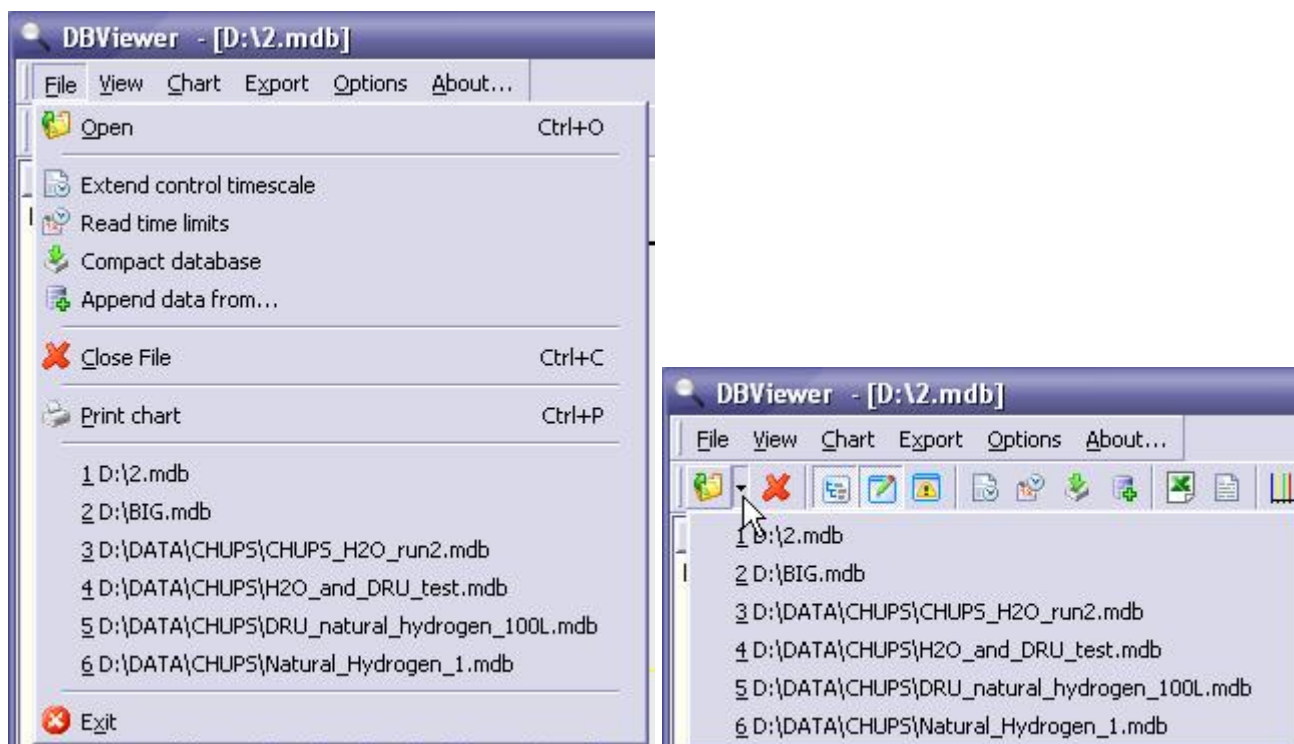 DBViewer - [D:\2.mdb]
File View Chart Export Options About...
Open Ctrl+O
Extend control timescale
Read time limits
Compact database
Append data from...
Close File Ctrl+C
Print chart Ctrl+P
1 D:\2.mdb
2 D:\BIG.mdb
3 D:\DATA\CHUPS\CHUPS_H2O_run2.mdb
4 D:\DATA\CHUPS\H2O_and_DRU_test.mdb
5 D:\DATA\CHUPS\DRU_natural_hydrogen_100L.mdb
6 D:\DATA\CHUPS\Natural_Hydrogen_1.mdb
Exit
DBViewer - [D:\2.mdb]
File View Chart Export Options About...
1 D:\2.mdb
2 D:\BIG.mdb
3 D:\DATA\CHUPS\CHUPS_H2O_run2.mdb
4 D:\DATA\CHUPS\H2O_and_DRU_test.mdb
5 D:\DATA\CHUPS\DRU_natural_hydrogen_100L.mdb
6 D:\DATA\CHUPS\Natural_Hydrogen_1.mdb